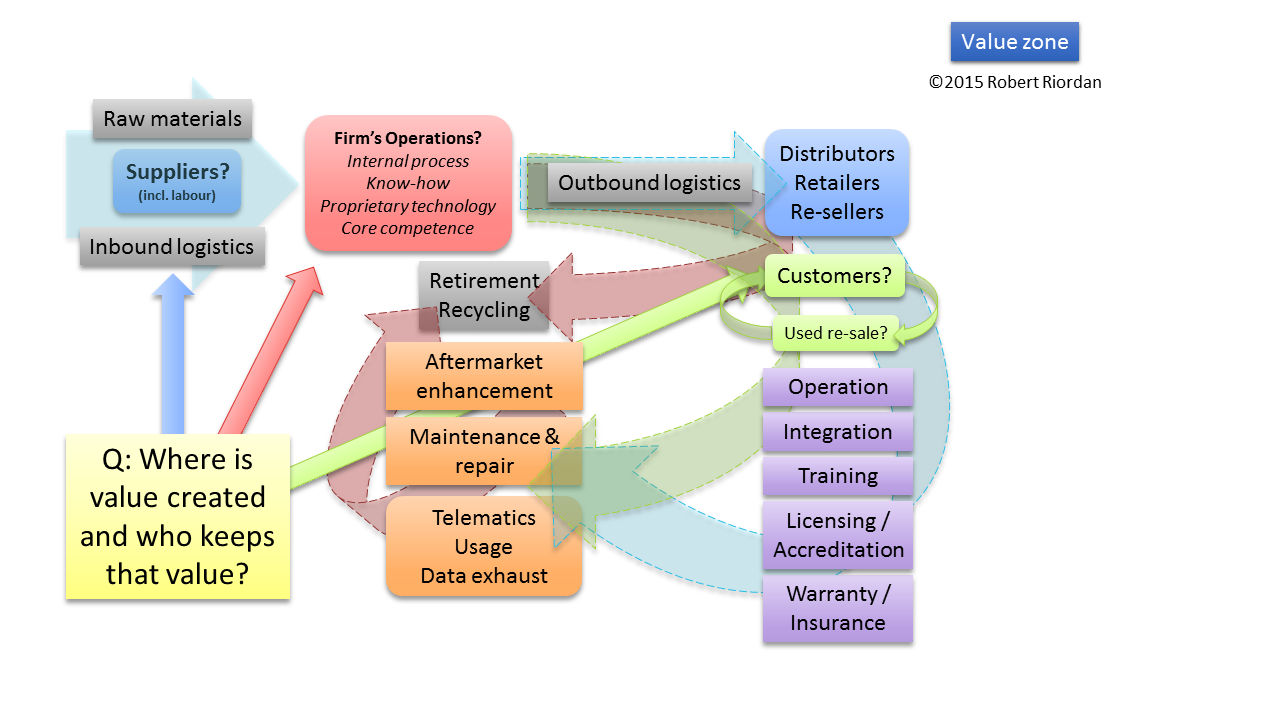 Value zone
©2015 Robert Riordan
Raw materials
Suppliers?
(incl. labour)
Inbound logistics
Firm's Operations?
Internal process
Know-how
Proprietary technology
Core competence
Outbound logistics
Distributors
Retailers
Re-sellers
Customers?
Used re-sale?
Retirement
Recycling
Aftermarket
enhancement
Maintenance &
repair
Telematics
Usage
Data exhaust
Operation
Integration
Training
Licensing /
Accreditation
Warranty /
Insurance
Q: Where is
value created
and who keeps
that value?